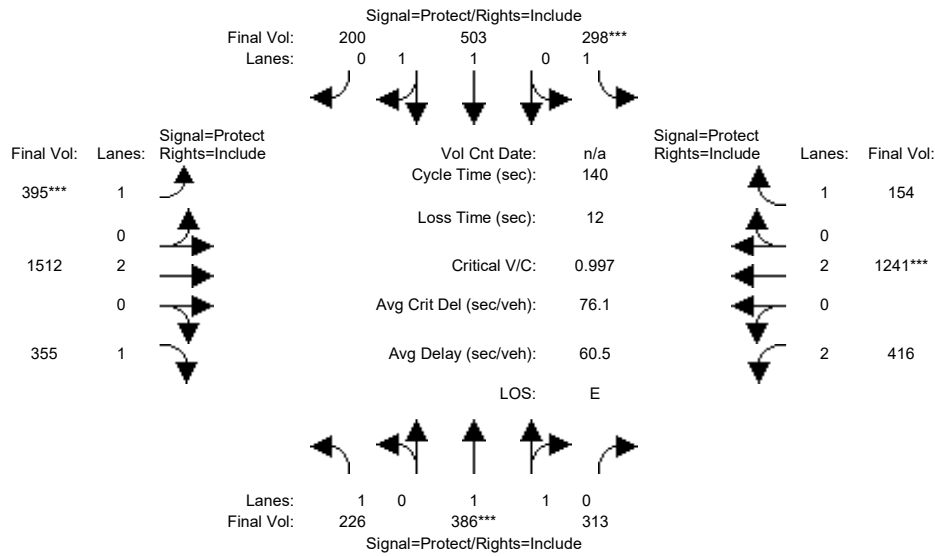 Signal=Protect/Rights=Include
Final Vol: 200 503 298***
Lanes: 0 1 1 0 1
Signal=Protect
Final Vol: Lanes: Rights=Include
Vol Cnt Date: n/a
Signal=Protect
Rights=Include Lanes: Final Vol:
Cycle Time (sec): 140
395*** 1
1 154
Loss Time (sec): 12
0
0
1512 2
Critical V/C: 0.997
2 1241***
0
Avg Crit Del (sec/veh): 76.1
0
355 1
Avg Delay (sec/veh): 60.5
2 416
LOS: E
Lanes: 1 0 1 1 0
Final Vol: 226 386*** 313
Signal=Protect/Rights=Include